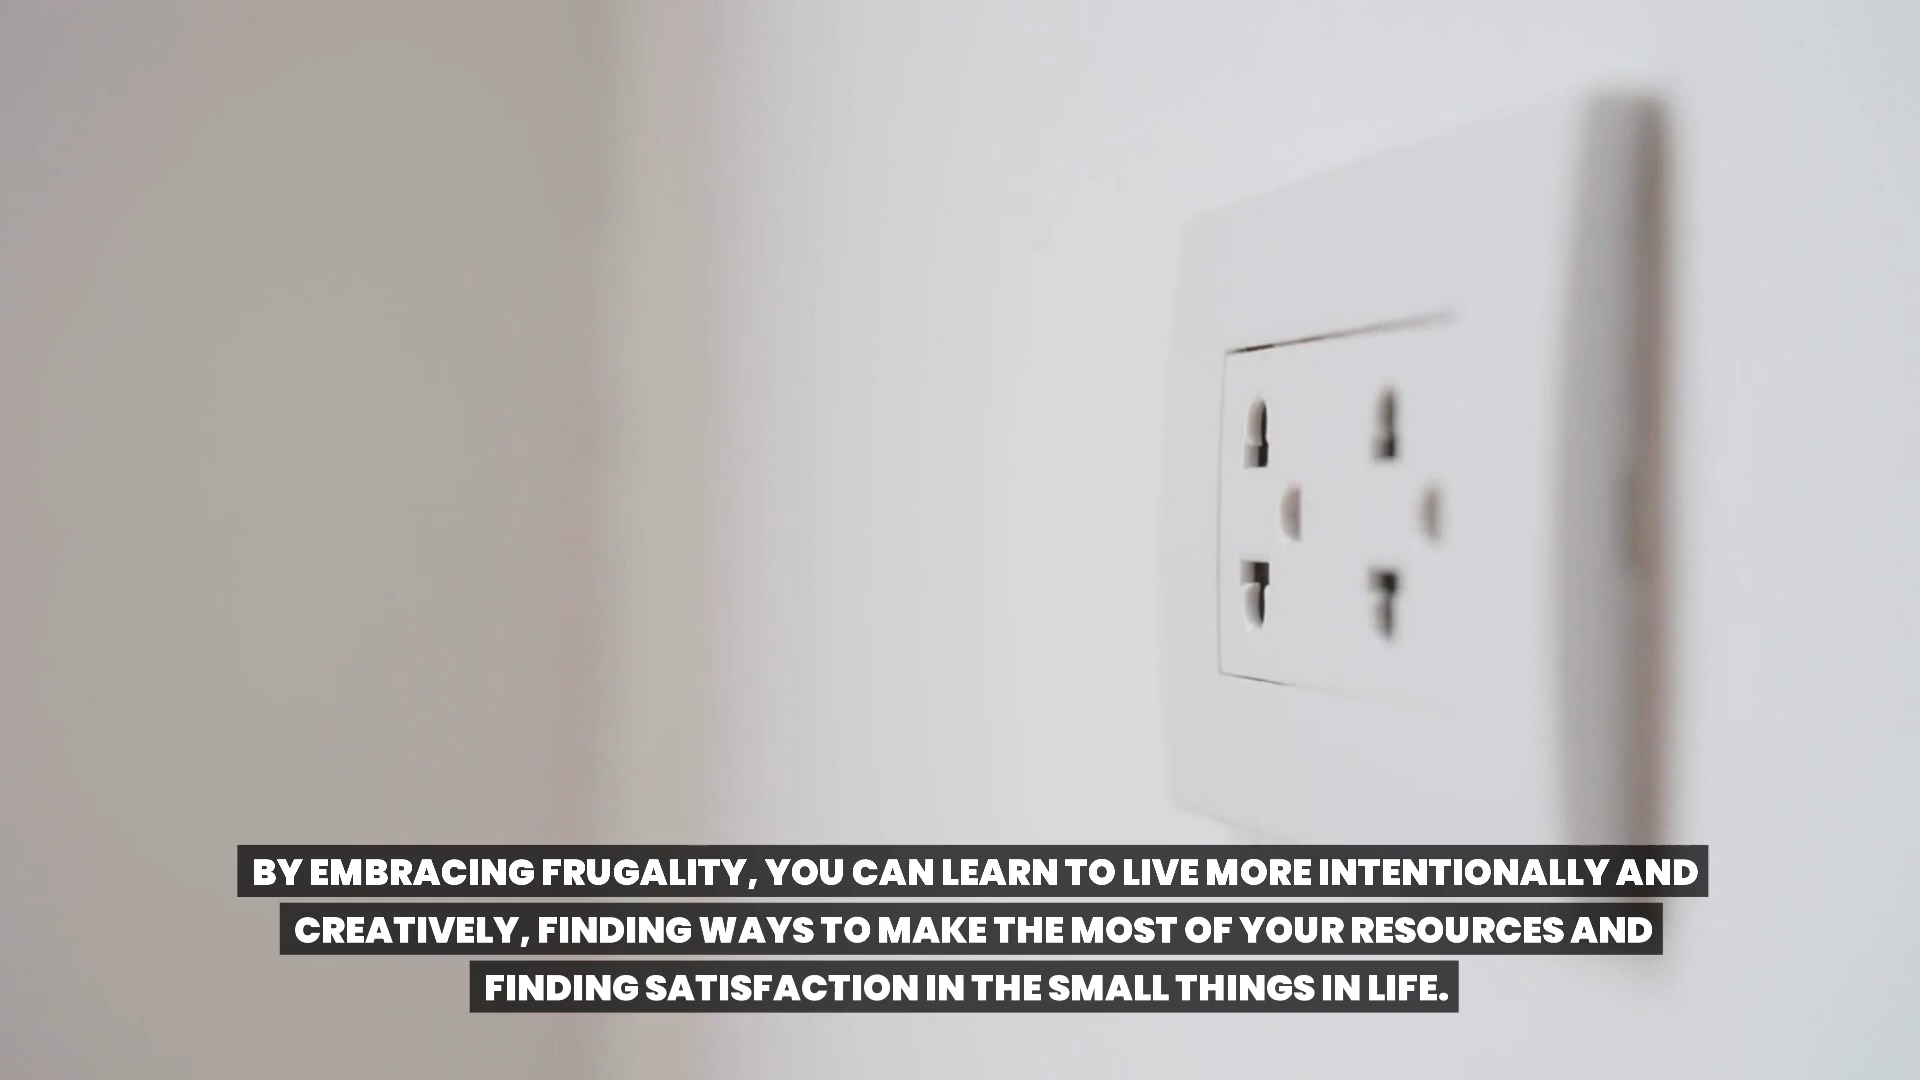 BY EMBRACING FRUGALITY, YOU CAN LEARN TO LIVE MORE INTENTIONALLY AND
CREATIVELY, FINDING WAYS TO MAKE THE MOST OF YOUR RESOURCES AND
FINDING SATISFACTION IN THE SMALL THINGS IN LIFE.